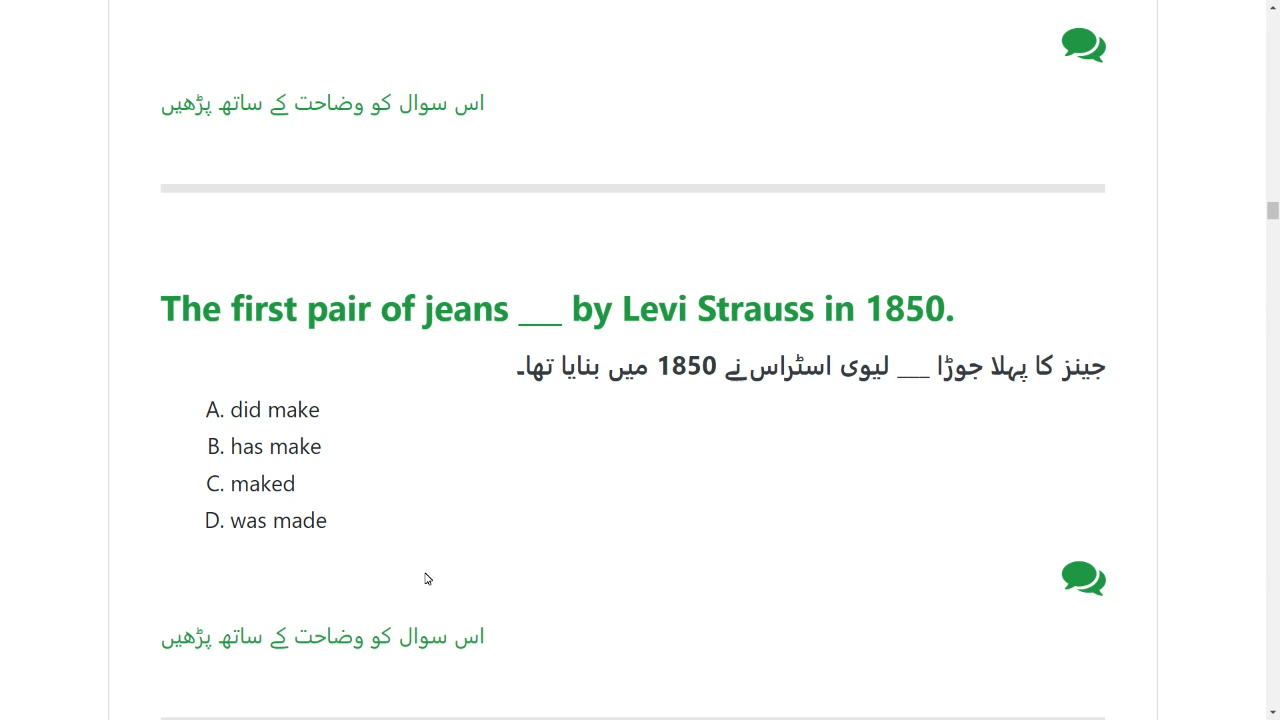 اس سوال کو وضاحت کے ساتھ پڑھیں
The first pair of jeans ___ by Levi Strauss in 1850.
جینز کا پہلا جوڑا ___ لیوی اسٹراس نے 1850 میں بنایا تھا۔
A. did make
B. has make
C. maked
D. was made
اس سوال کو وضاحت کے ساتھ پڑھیں